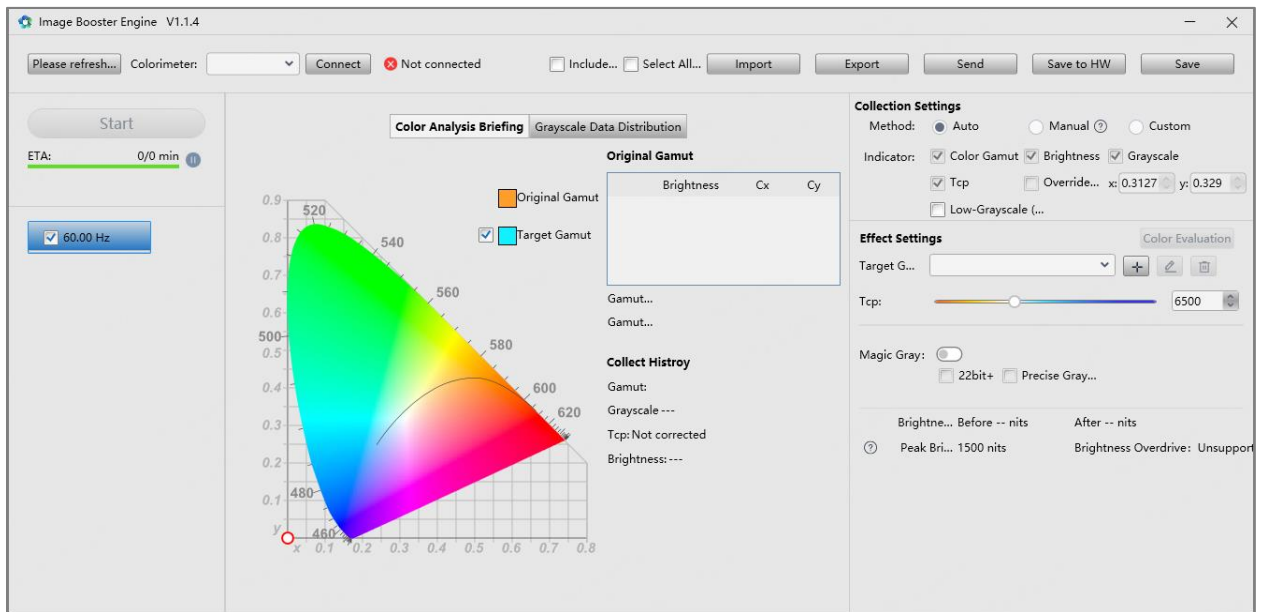 Image Booster Engine V1.1.4
Please refresh... Colorimeter: Connect Not connected Include... Select All... Import Export Send Save to HW Save
Start
ETA: 0/0 min
60.00 Hz
Color Analysis Briefing Grayscale Data Distribution
Original Gamut
Target Gamut
0.9
0.8
0.7
0.6
0.5
0.4
0.3
0.2
0.1
y
x 0.1 0.2 0.3 0.4 0.5 0.6 0.7 0.8
520
540
560
580
600
620
500
480
460
Original Gamut
Brightness Cx Cy
Gamut...
Gamut...
Collect Histroy
Gamut:
Grayscale ---
Tcp: Not corrected
Brightness: ---
Collection Settings
Method: Auto Manual ? Custom
Indicator: Color Gamut Brightness Grayscale
Tcp Override... x: 0.3127 y: 0.329
Low-Grayscale (...
Effect Settings Color Evaluation
Target G...
Tcp: 6500
Magic Gray:
22bit+ Precise Gray...
Brightne... Before -- nits After -- nits
? Peak Bri... 1500 nits Brightness Overdrive: Unsupport